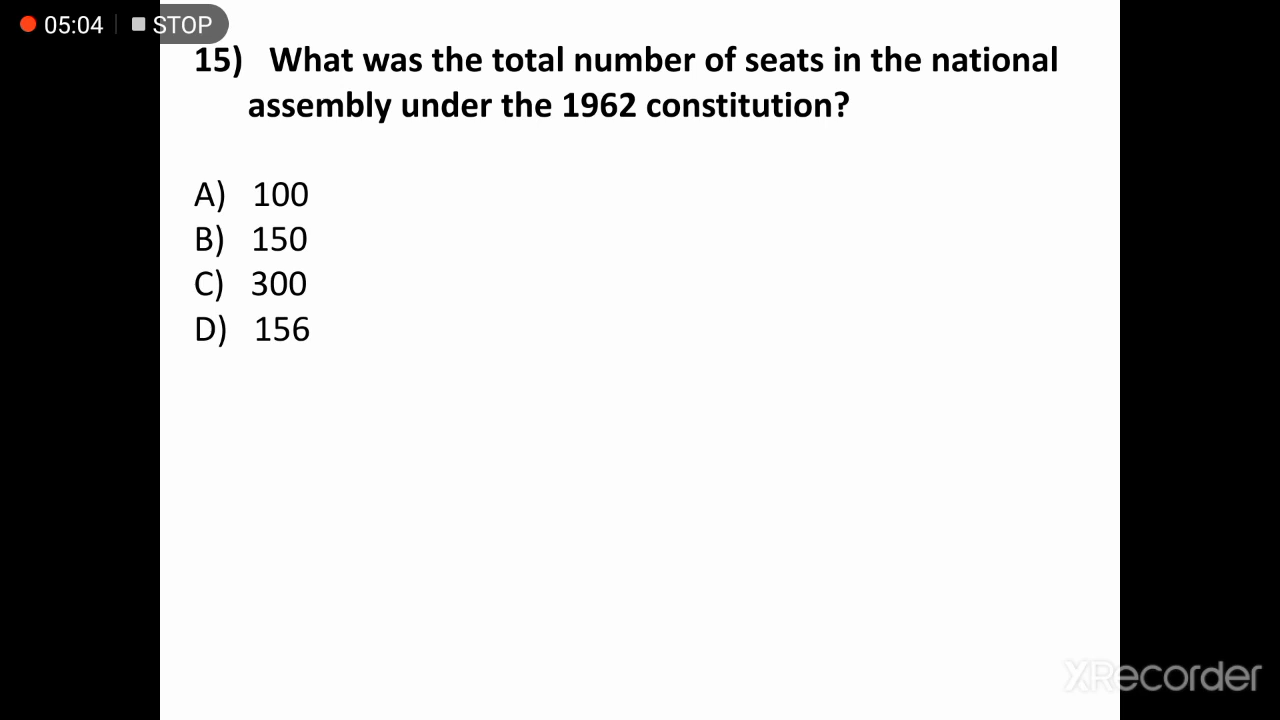 05:04 STOP
15) What was the total number of seats in the national
assembly under the 1962 constitution?
A) 100
B) 150
C) 300
D) 156
XRecorder